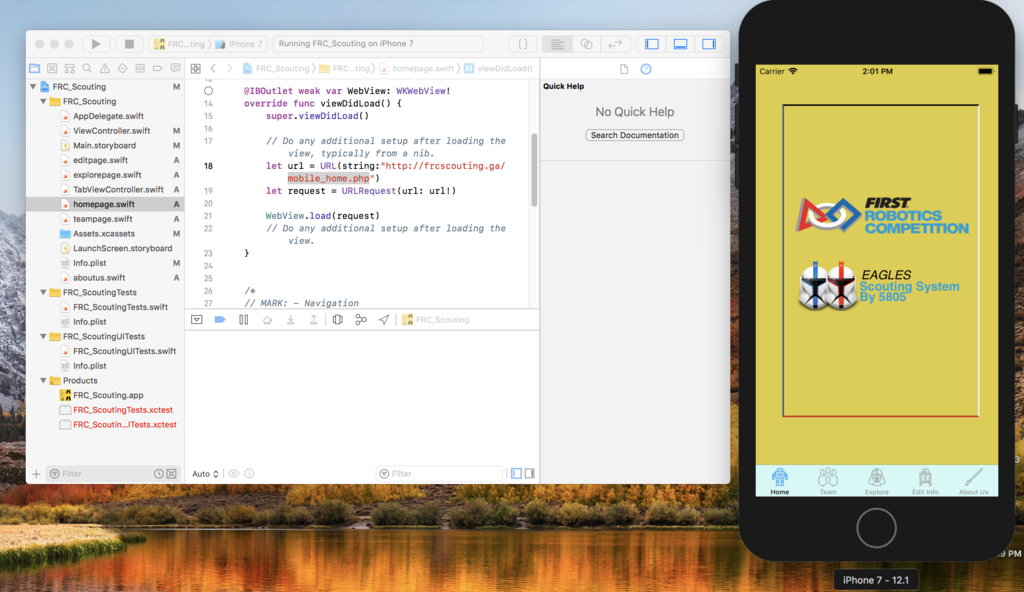 FRC...ting
iPhone 7
Running FRC_Scouting on iPhone 7
FRC_Scouting
FRC...ting
homepage.swift
M
viewDidLoad()
FRC_Scouting
M
FRC_Scouting
AppDelegate.swift
ViewController.swift
M
Main.storyboard
M
editpage.swift
A
explorepage.swift
A
TabViewController.swift
A
homepage.swift
A
teampage.swift
A
Assets.xcassets
A
LaunchScreen.storyboard
Info.plist
M
aboutus.swift
A
FRC_ScoutingTests
FRC_ScoutingTests.swift
Info.plist
FRC_ScoutingUITests
FRC_ScoutingUITests.swift
Info.plist
Products
FRC_Scouting.app
FRC_ScoutingTests.xctest
FRC_Scoutin...ITests.xctest
Filter
@IBOutlet weak var WebView: WKWebView!
14 override func viewDidLoad() {
15 super.viewDidLoad()
16
17 // Do any additional setup after loading the
view, typically from a nib.
18 let url = URL(string:"http://frcscouting.ga/
mobile_home.php")
19 let request = URLRequest(url: url!)
20
21 WebView.load(request)
22 // Do any additional setup after loading the
view.
23 }
24
25
26 /*
27 // MARK: - Navigation
FRC_Scouting
Auto
Filter
Quick Help
No Quick Help
Search Documentation
Carrier
2:01 PM
FIRST
ROBOTICS
COMPETITION
EAGLES
Scouting System
By 5805
Home
Team
Explore
Edit Info
About Us
iPhone 7 - 12.1